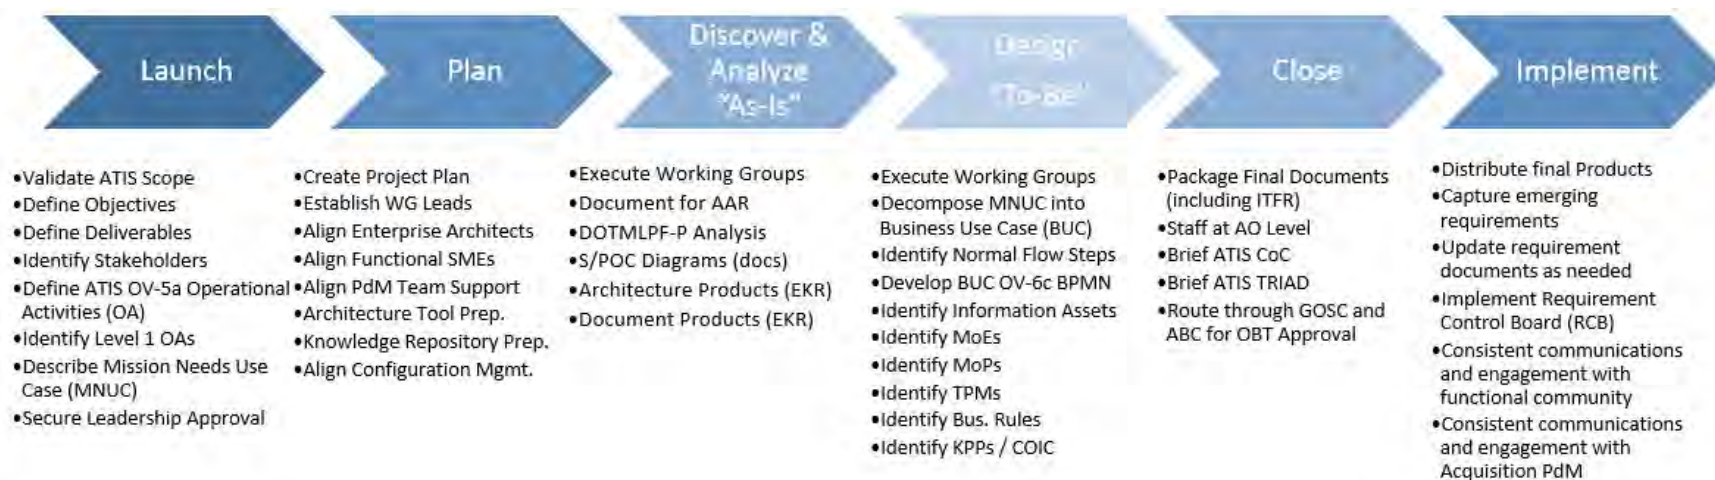 Launch
Plan
Discover &
Analyze
"As-Is"
Design
"To-Be"
Close
Implement
•Validate ATIS Scope
•Define Objectives
•Define Deliverables
•Identify Stakeholders
•Define ATIS OV-5a Operational
Activities (OA)
•Identify Level 1 OAs
•Describe Mission Needs Use
Case (MNUC)
•Secure Leadership Approval
•Create Project Plan
•Establish WG Leads
•Align Enterprise Architects
•Align Functional SMEs
•Align PdM Team Support
•Architecture Tool Prep.
•Knowledge Repository Prep.
•Align Configuration Mgmt.
•Execute Working Groups
•Document for AAR
•DOTMLPF-P Analysis
•S/POC Diagrams (docs)
•Architecture Products (EKR)
•Document Products (EKR)
•Execute Working Groups
•Decompose MNUC into
Business Use Case (BUC)
•Identify Normal Flow Steps
•Develop BUC OV-6c BPMN
•Identify Information Assets
•Identify MoEs
•Identify MoPs
•Identify TPMs
•Identify Bus. Rules
•Identify KPPs / COIC
•Package Final Documents
(including ITFR)
•Staff at AO Level
•Brief ATIS CoC
•Brief ATIS TRIAD
•Route through GOSC and
ABC for OBT Approval
•Distribute final Products
•Capture emerging
requirements
•Update requirement
documents as needed
•Implement Requirement
Control Board (RCB)
•Consistent communications
and engagement with
functional community
•Consistent communications
and engagement with
Acquisition PdM